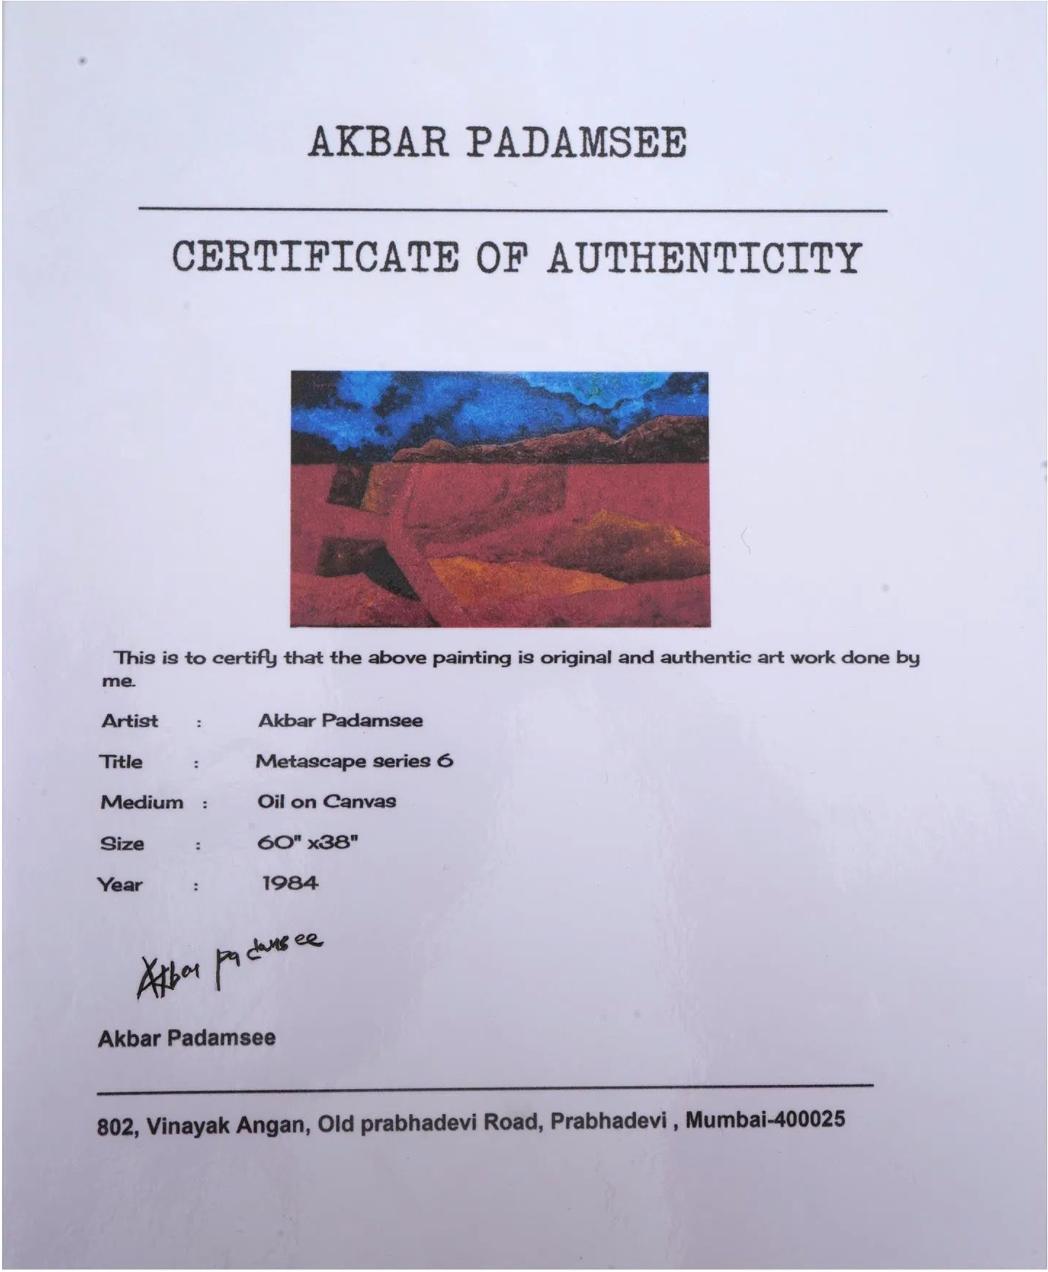 AKBAR PADAMSEE
CERTIFICATE OF AUTHENTICITY
This is to certify that the above painting is original and authentic art work done by
me.
Artist : Akbar Padamsee
Title : Metascape series 6
Medium : Oil on Canvas
Size : 60" x38"
Year : 1984
Akbar padamsee
Akbar Padamsee
802, Vinayak Angan, Old prabhadevi Road, Prabhadevi , Mumbai-400025